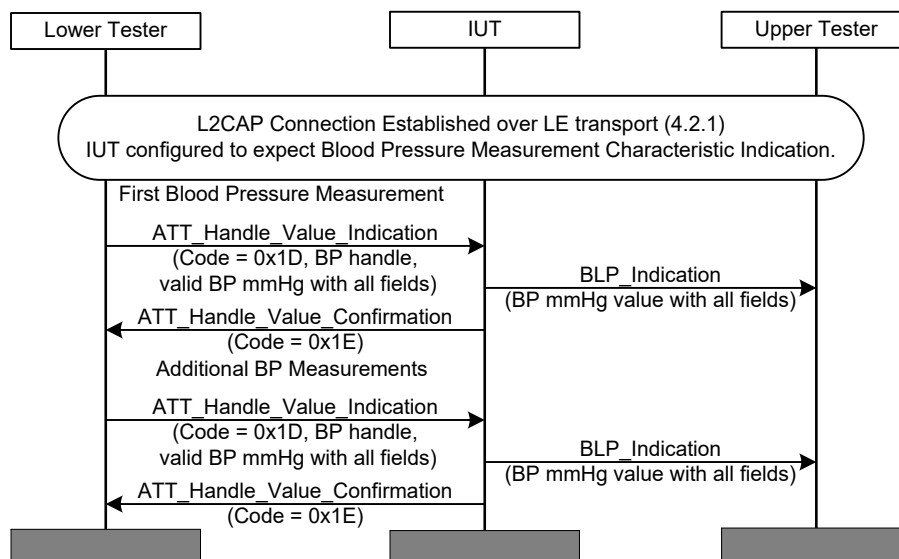 Lower Tester
IUT
Upper Tester
L2CAP Connection Established over LE transport (4.2.1)
IUT configured to expect Blood Pressure Measurement Characteristic Indication.
First Blood Pressure Measurement
ATT_Handle_Value_Indication
(Code = 0x1D, BP handle,
valid BP mmHg with all fields)
BLP_Indication
(BP mmHg value with all fields)
ATT_Handle_Value_Confirmation
(Code = 0x1E)
Additional BP Measurements
ATT_Handle_Value_Indication
(Code = 0x1D, BP handle,
valid BP mmHg with all fields)
BLP_Indication
(BP mmHg value with all fields)
ATT_Handle_Value_Confirmation
(Code = 0x1E)